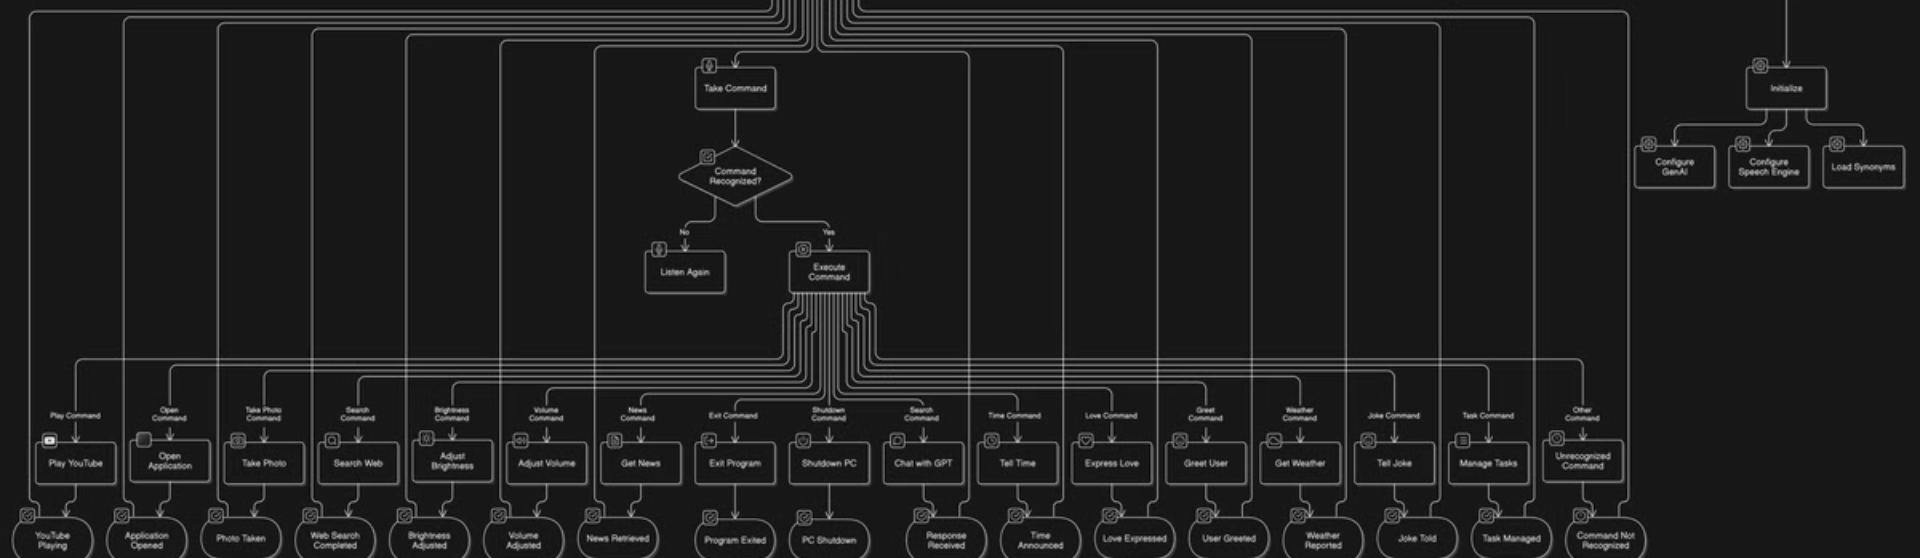 Take Command
Initialize
Command
Recognized?
Configure
GenAI
Configure
Speech Engine
Load Synonyms
No
Yes
Listen Again
Execute
Command
Play Command
Open
Command
Take Photo
Command
Search
Command
Brightness
Command
Volume
Command
News
Command
Exit Command
Shutdown
Command
Search
Command
Time Command
Love Command
Greet
Command
Weather
Command
Joke Command
Task Command
Other
Command
Play YouTube
Open
Application
Take Photo
Search Web
Adjust
Brightness
Adjust Volume
Get News
Exit Program
Shutdown PC
Chat with GPT
Tell Time
Express Love
Greet User
Get Weather
Tell Joke
Manage Tasks
Unrecognized
Command
YouTube
Playing
Application
Opened
Photo Taken
Web Search
Completed
Brightness
Adjusted
Volume
Adjusted
News Retrieved
Program Exited
PC Shutdown
Response
Received
Time
Announced
Love Expressed
User Greeted
Weather
Reported
Joke Told
Task Managed
Command Not
Recognized